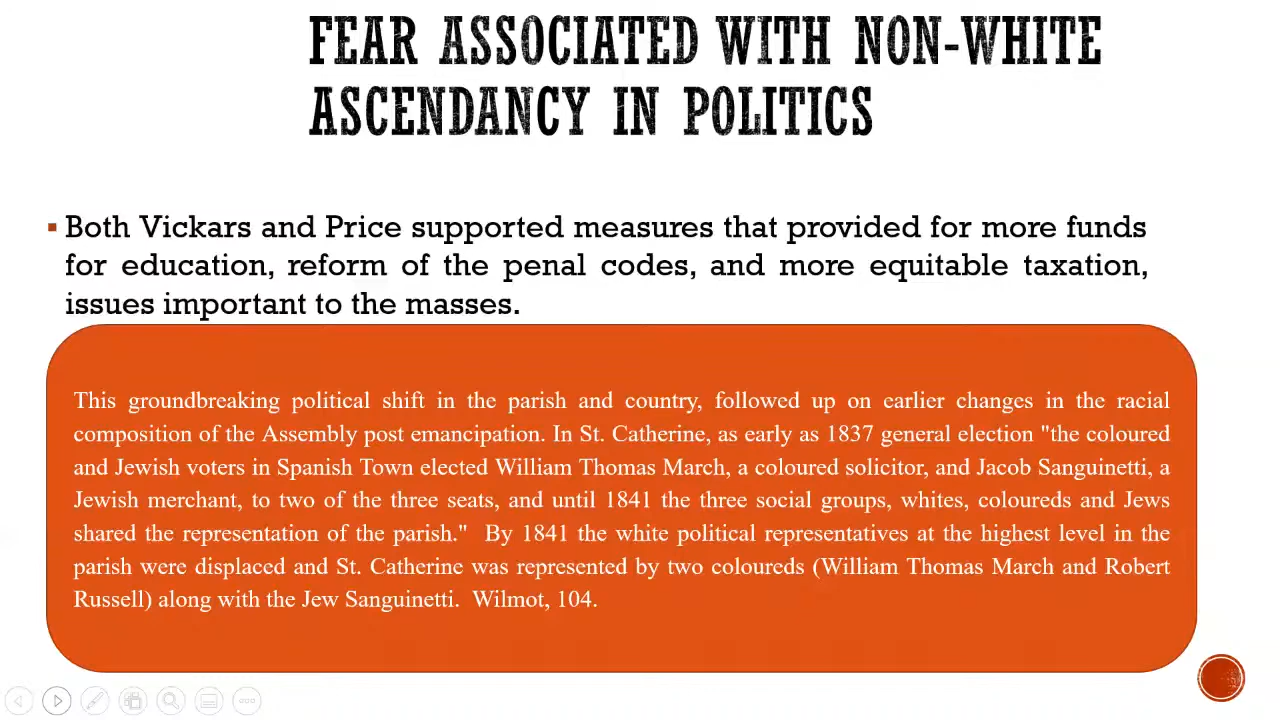 FEAR ASSOCIATED WITH NON-WHITE
ASCENDANCY IN POLITICS
Both Vickars and Price supported measures that provided for more funds
for education, reform of the penal codes, and more equitable taxation,
issues important to the masses.
This groundbreaking political shift in the parish and country, followed up on earlier changes in the racial
composition of the Assembly post emancipation. In St. Catherine, as early as 1837 general election "the coloured
and Jewish voters in Spanish Town elected William Thomas March, a coloured solicitor, and Jacob Sanguinetti, a
Jewish merchant, to two of the three seats, and until 1841 the three social groups, whites, coloureds and Jews
shared the representation of the parish." By 1841 the white political representatives at the highest level in the
parish were displaced and St. Catherine was represented by two coloureds (William Thomas March and Robert
Russell) along with the Jew Sanguinetti. Wilmot, 104.